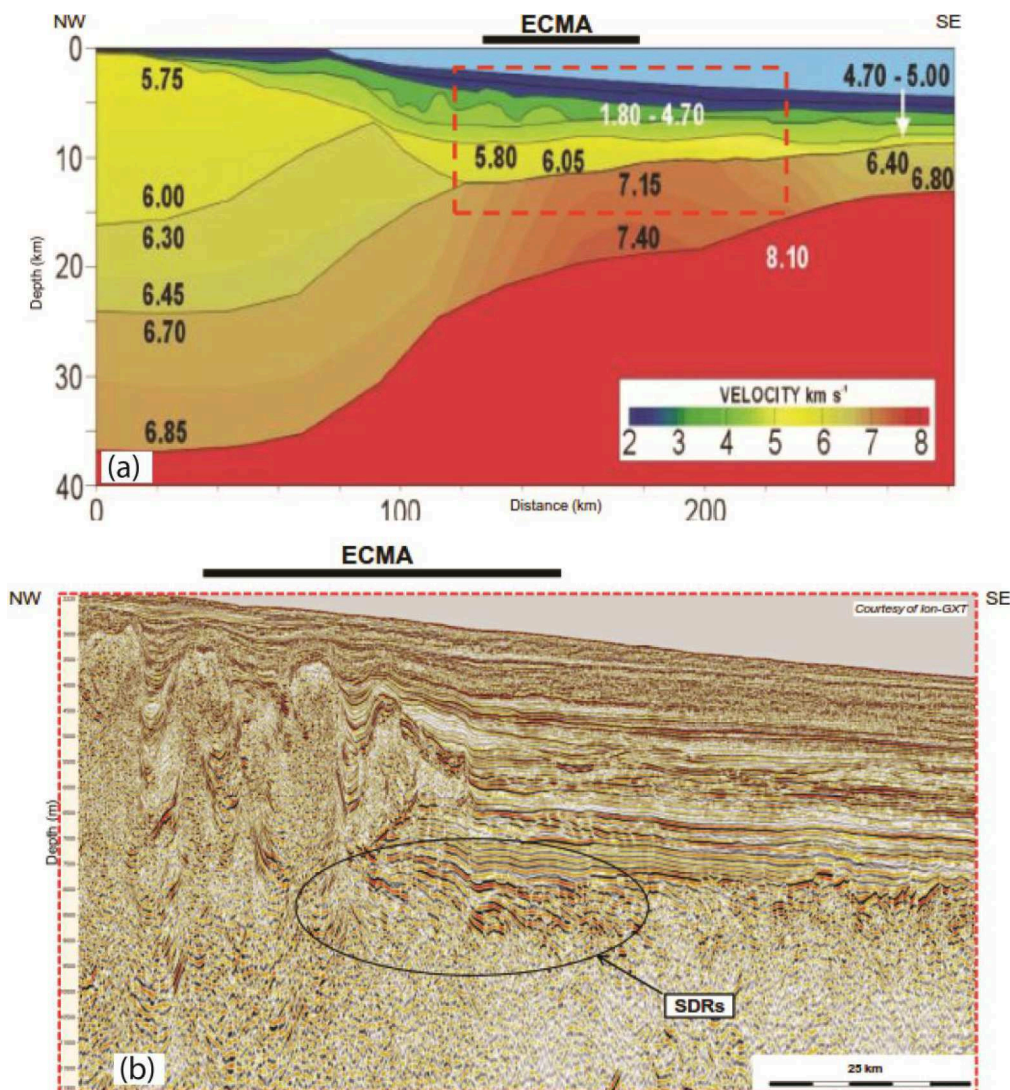 NW
ECMA
SE
0
10
20
30
40
Depth (km)
5.75
4.70 - 5.00
1.80 - 4.70
5.80
6.05
6.40
6.80
6.00
7.15
6.30
7.40
8.10
6.45
6.70
6.85
VELOCITY km s⁻¹
2 3 4 5 6 7 8
(a)
0
100
Distance (km)
200
ECMA
NW
SE
Courtesy of Ion-GXT
Depth (m)
SDRs
(b)
25 km